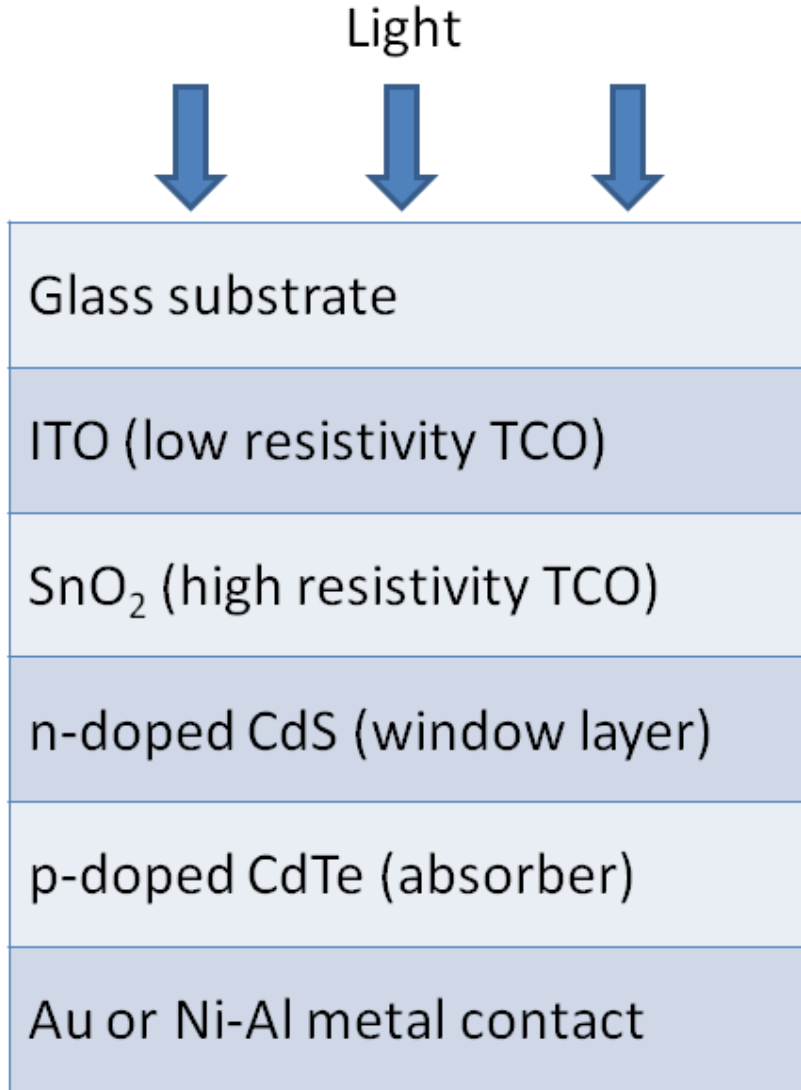 Light
Glass substrate
ITO (low resistivity TCO)
SnO₂ (high resistivity TCO)
n-doped CdS (window layer)
p-doped CdTe (absorber)
Au or Ni-Al metal contact